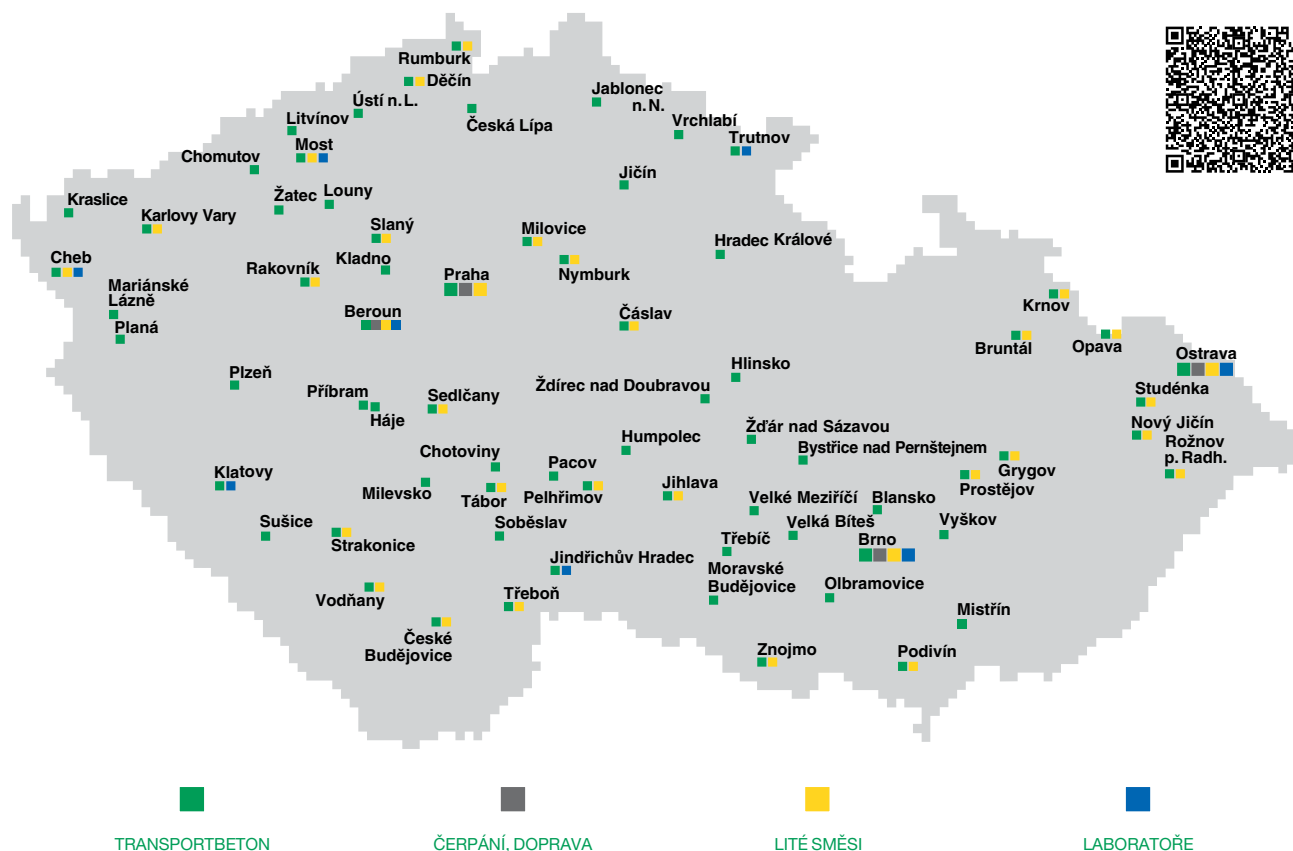 Rumburk
Děčín
Ústí n. L.
Jablonec
n. N.
Litvínov
Česká Lípa
Vrchlabí
Most
Trutnov
Chomutov
Jičín
Kraslice
Žatec
Louny
Karlovy Vary
Slaný
Milovice
Hradec Králové
Cheb
Rakovník
Kladno
Praha
Nymburk
Mariánské
Lázně
Krnov
Beroun
Čáslav
Planá
Bruntál
Opava
Ostrava
Plzeň
Hlinsko
Ždírec nad Doubravou
Studénka
Příbram
Sedlčany
Háje
Nový Jičín
Žďár nad Sázavou
Rožnov
p. Radh.
Humpolec
Bystřice nad Pernštejnem
Chotoviny
Klatovy
Pacov
Grygov
Milevsko
Tábor
Pelhřimov
Jihlava
Prostějov
Velké Meziříčí
Blansko
Sušice
Soběslav
Velká Bíteš
Vyškov
Strakonice
Třebíč
Brno
Jindřichův Hradec
Moravské
Budějovice
Olbramovice
Vodňany
Třeboň
Mistřín
České
Budějovice
Znojmo
Podivín
TRANSPORTBETON
ČERPÁNÍ, DOPRAVA
LITÉ SMĚSI
LABORATOŘE